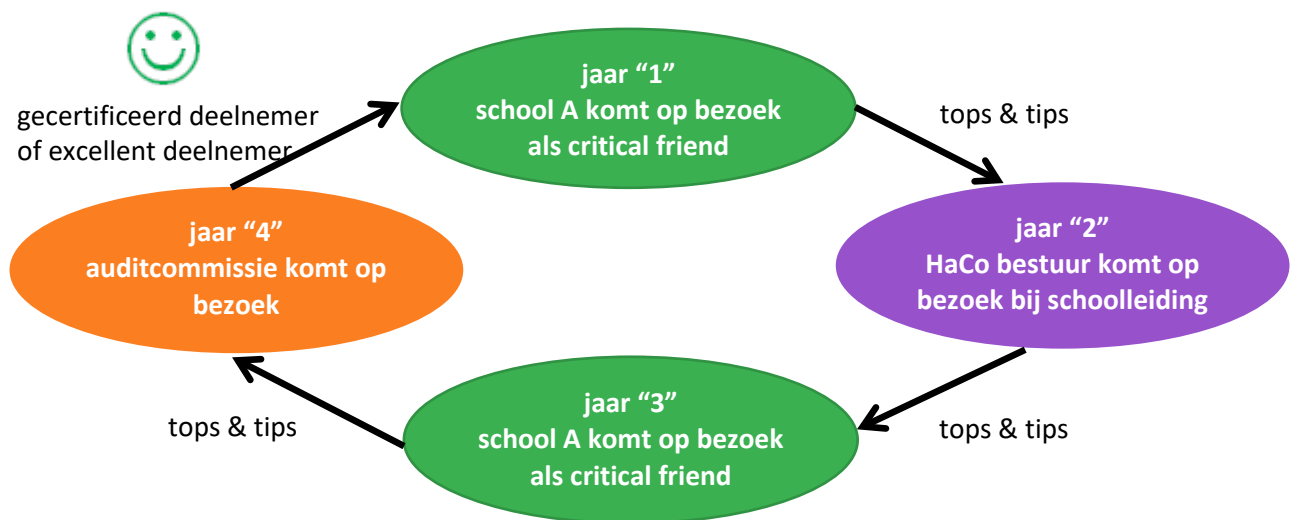 gecertificeerd deelnemer
of excellent deelnemer
jaar “1”
school A komt op bezoek
als critical friend
tops & tips
jaar “2”
HaCo bestuur komt op
bezoek bij schoolleiding
tops & tips
jaar “3”
school A komt op bezoek
als critical friend
tops & tips
jaar “4”
auditcommissie komt op
bezoek